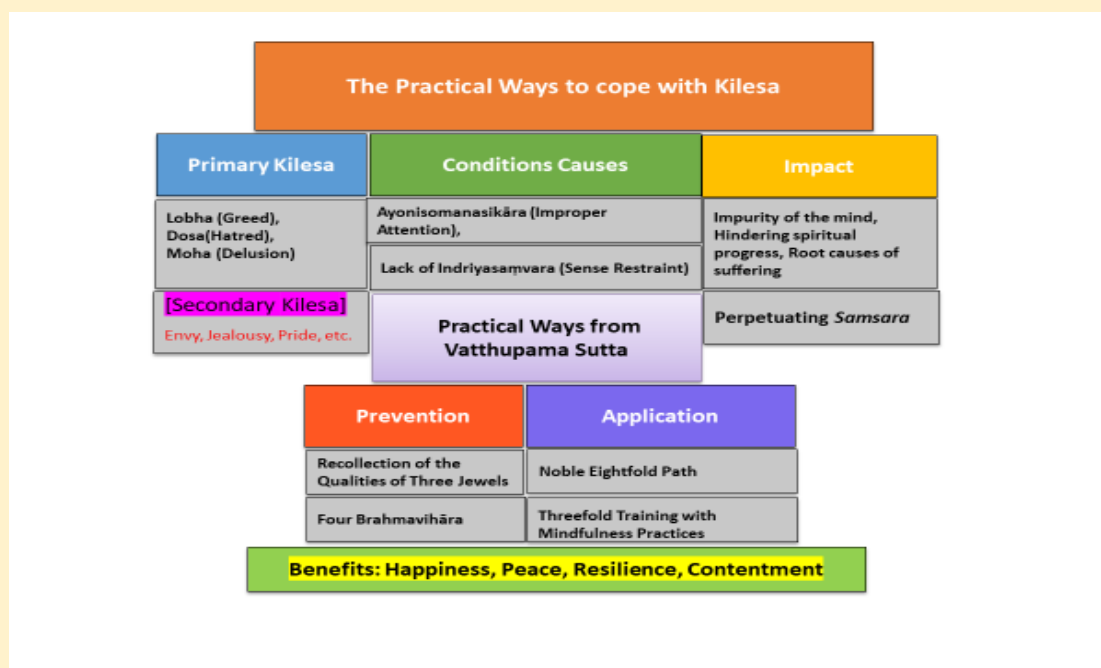 The Practical Ways to cope with Kilesa
Primary Kilesa
Conditions Causes
Impact
Lobha (Greed),
Dosa(Hatred),
Moha (Delusion)
Ayonisomanasikāra (Improper
Attention),
Lack of Indriyasaṃvara (Sense Restraint)
Impurity of the mind,
Hindering spiritual
progress, Root causes of
suffering
[Secondary Kilesa]
Envy, Jealousy, Pride, etc.
Practical Ways from
Vatthupama Sutta
Perpetuating Samsara
Prevention
Application
Recollection of the
Qualities of Three Jewels
Noble Eightfold Path
Four Brahmavihāra
Threefold Training with
Mindfulness Practices
Benefits: Happiness, Peace, Resilience, Contentment